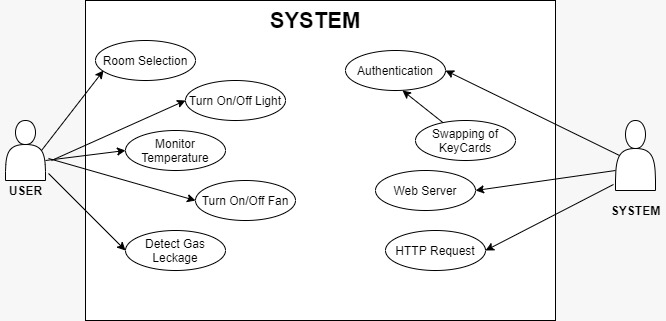 SYSTEM
Room Selection
Turn On/Off Light
Monitor
Temperature
Turn On/Off Fan
Detect Gas
Leckage
USER
Authentication
Swapping of
KeyCards
Web Server
HTTP Request
SYSTEM